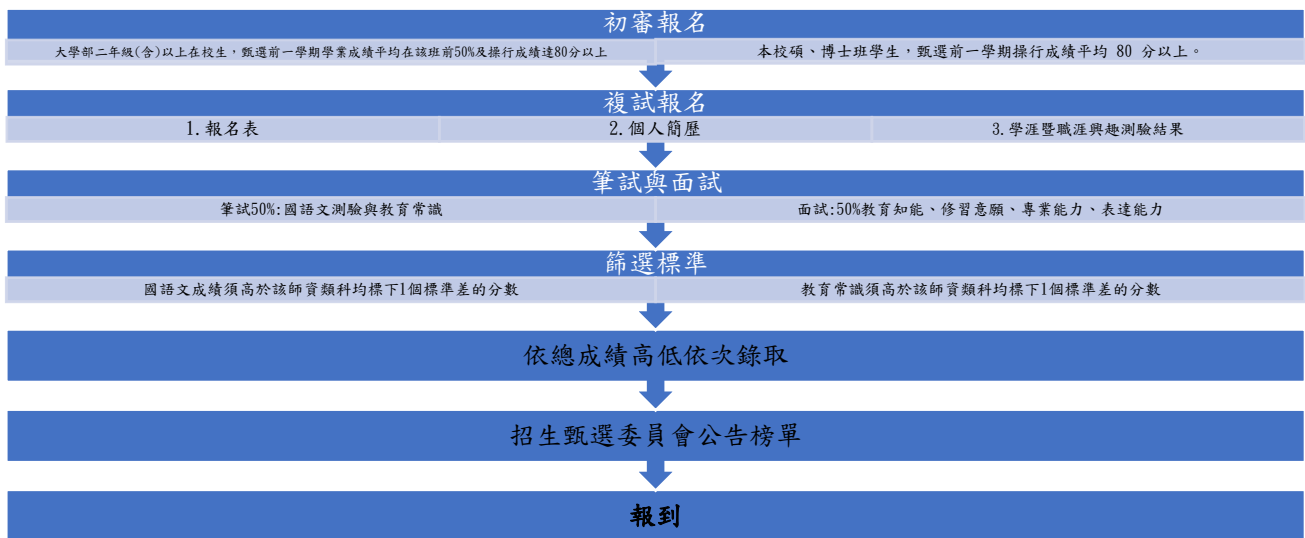 初審報名
大學部二年級(含)以上在校生，甄選前一學期學業成績平均在該班前50%及操行成績達80分以上
本校碩、博士班學生，甄選前一學期操行成績平均 80 分以上。
複試報名
1.報名表
2.個人簡歷
3.學涯暨職涯興趣測驗結果
筆試與面試
筆試50%:國語文測驗與教育常識
面試:50%教育知能、修習意願、專業能力、表達能力
篩選標準
國語文成績須高於該師資類科均標下1個標準差的分數
教育常識須高於該師資類科均標下1個標準差的分數
依總成績高低依次錄取
招生甄選委員會公告榜單
報到